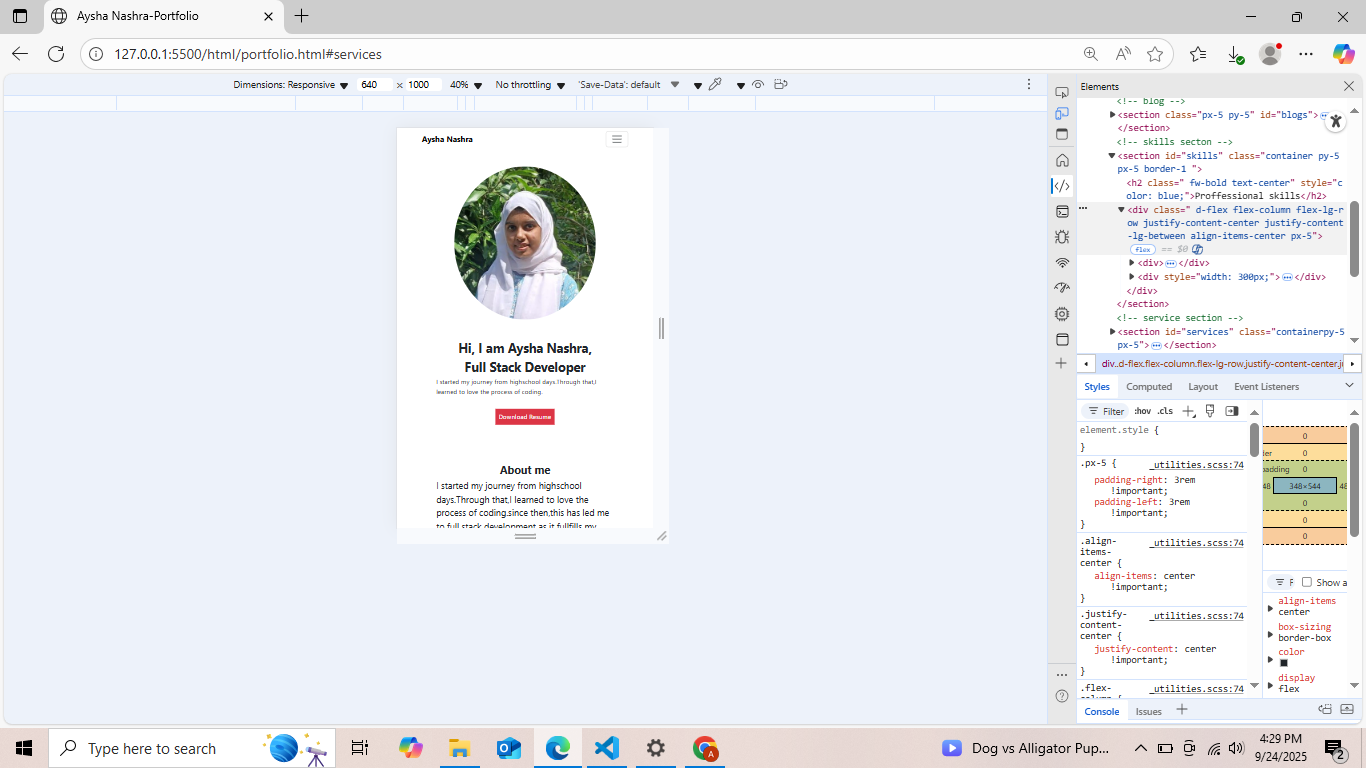 Aysha Nashra-Portfolio
127.0.0.1:5500/html/portfolio.html#services
Dimensions: Responsive
640
×
1000
40%
No throttling
'Save-Data': default
Aysha Nashra
Hi, I am Aysha Nashra,
Full Stack Developer
I started my journey from highschool days.Through that,I
learned to love the process of coding.
Download Resume
About me
I started my journey from highschool
days.Through that,I learned to love the
process of coding.since then,this has led me
to full stack development as it fullfills my
Elements
<!-- blog -->
<section class="px-5 py-5" id="blogs">
</section>
<!-- skills secton -->
<section id="skills" class="container py-5
px-5 border-1 ">
<h2 class=" fw-bold text-center" style="c
olor: blue;">Proffessional skills</h2>
<div class=" d-flex flex-column flex-lg-r
ow justify-content-center justify-content
-lg-between align-items-center px-5">
flex == $0
<div> </div>
<div style="width: 300px;"> </div>
</div>
</section>
<!-- service section -->
<section id="services" class="containerpy-5
px-5"> </section>
div..d-flex.flex-column.flex-lg-row.justify-content-center.ju
Styles
Computed
Layout
Event Listeners
Filter
:hov
.cls
element.style {
}
.px-5 {
_utilities.scss:74
padding-right: 3rem
!important;
padding-left: 3rem
!important;
}
.align-
items-
center {
_utilities.scss:74
align-items: center
!important;
}
.justify-
content-
center {
_utilities.scss:74
justify-content: center
!important;
}
.flex-
_utilities.scss:74
0
der
0
padding
0
48
348×544
48
0
0
0
F
Show a
align-items
center
box-sizing
border-box
color
display
flex
Console
Issues
Type here to search
Dog vs Alligator Pup...
4:29 PM
9/24/2025
2